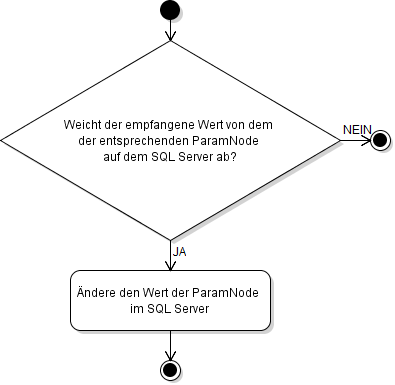 Weicht der empfangene Wert von dem
der entsprechenden ParamNode
auf dem SQL Server ab?
NEIN
JA
Ändere den Wert der ParamNode
im SQL Server